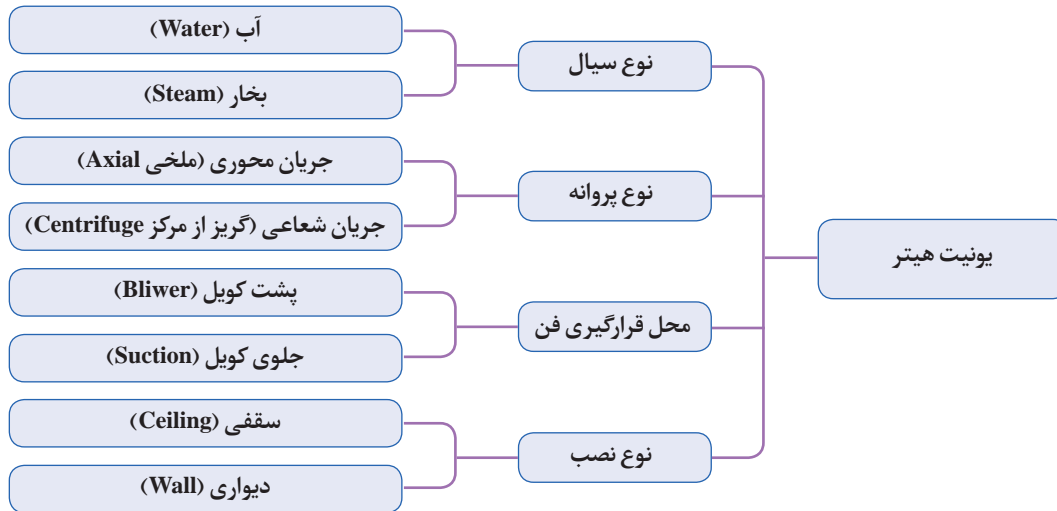 یونیت هیتر
نوع سیال
آب (Water)
بخار (Steam)
نوع پروانه
جریان محوری (ملخی Axial)
جریان شعاعی (گریز از مرکز Centrifuge)
محل قرارگیری فن
پشت کویل (Bliwer)
جلوی کویل (Suction)
نوع نصب
سقفی (Ceiling)
دیواری (Wall)